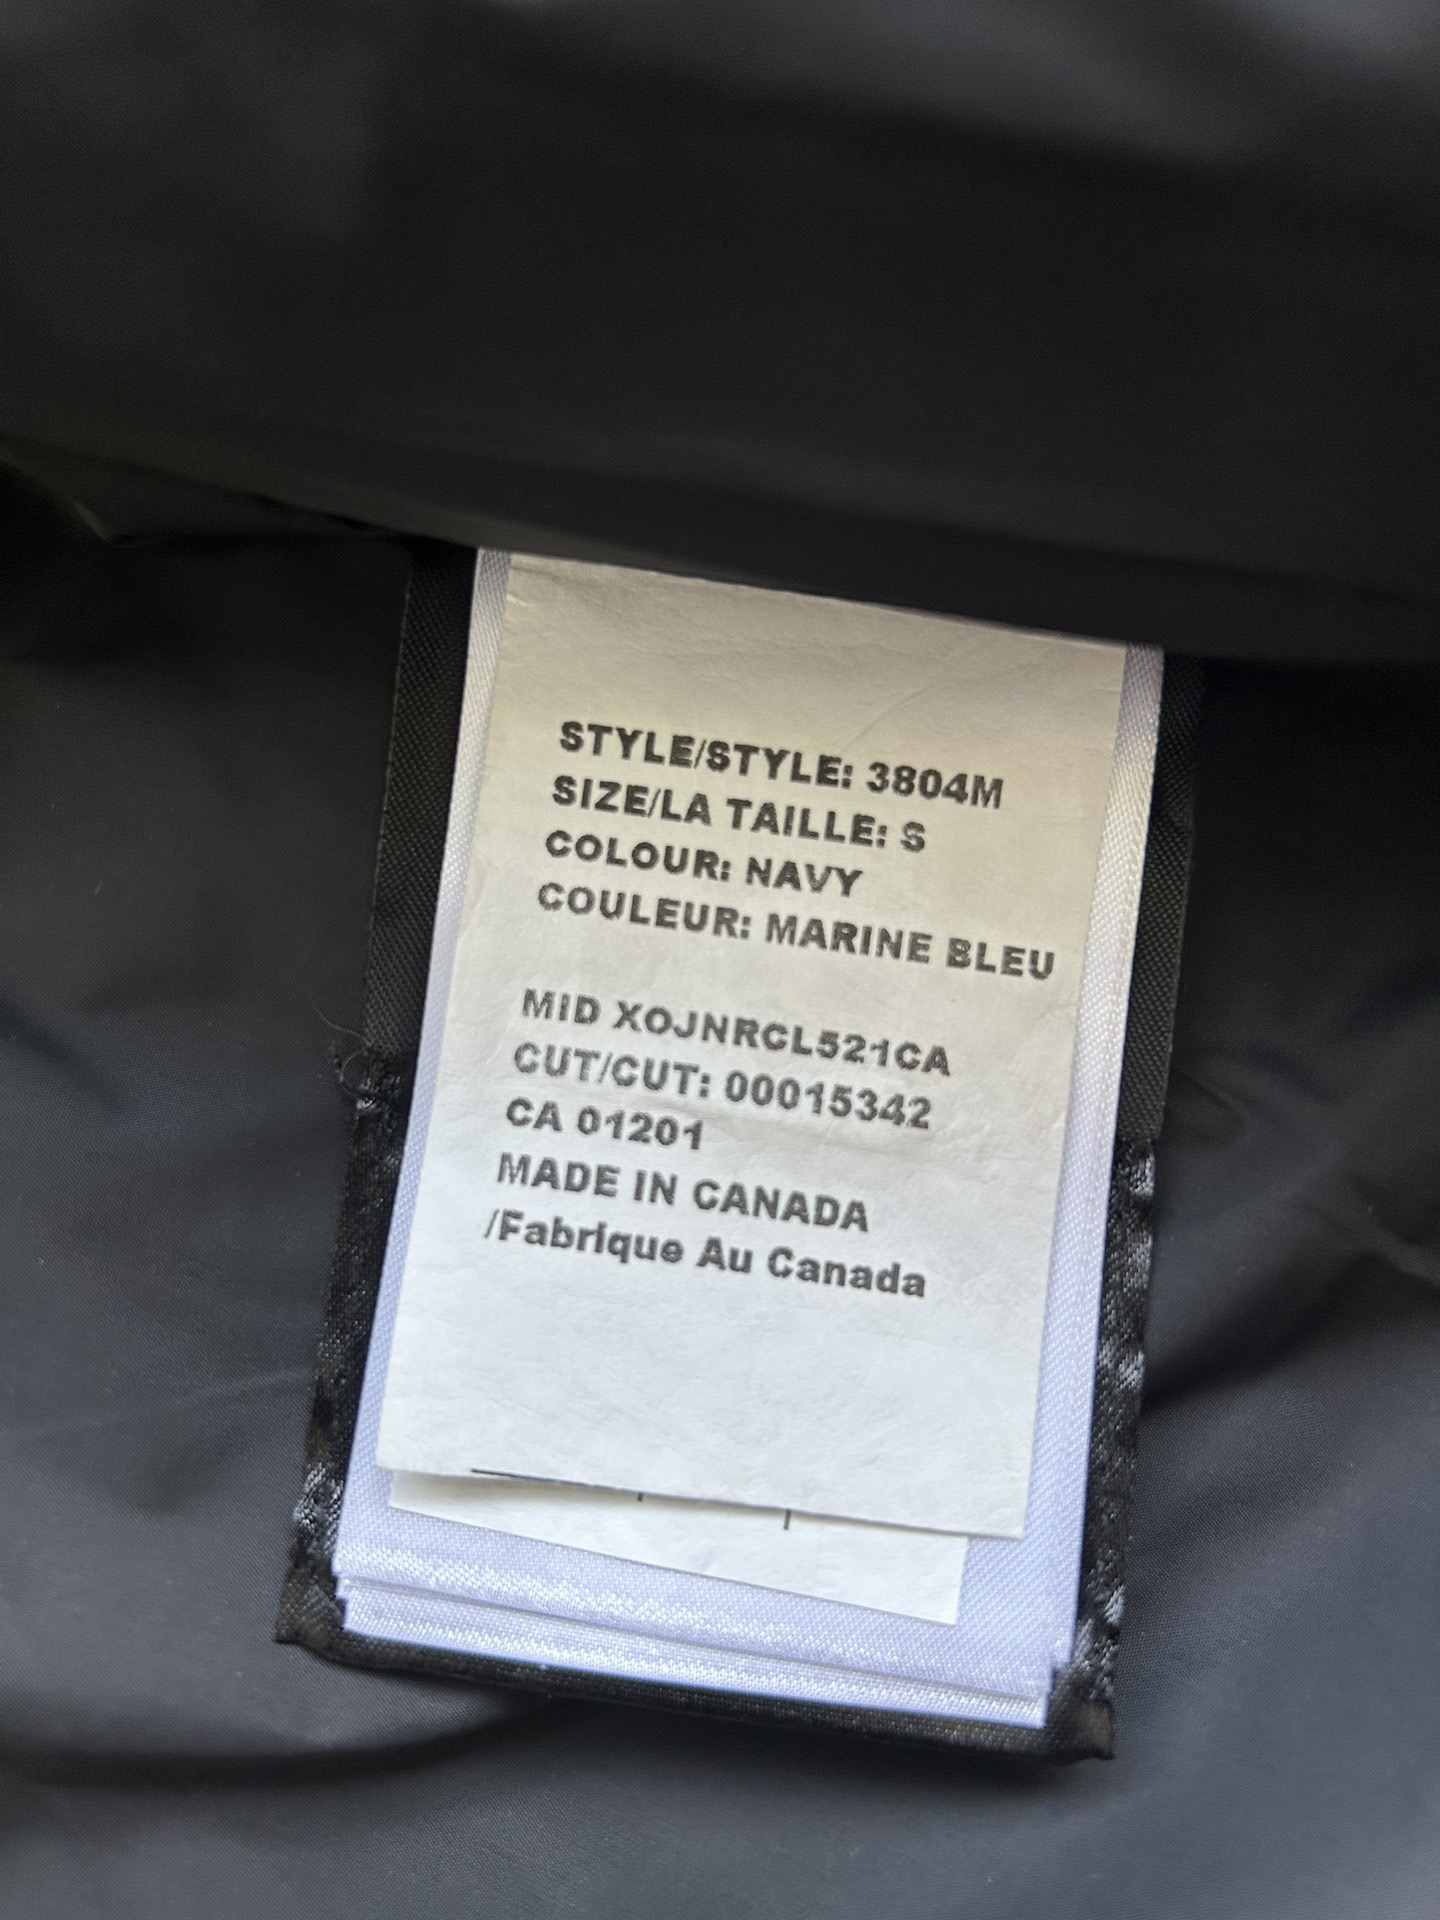 STYLE/STYLE: 3804M
SIZE/LA TAILLE: S
COLOUR: NAVY
COULEUR: MARINE BLEU
MID XOJNRCL521CA
CUT/CUT: 00015342
CA 01201
MADE IN CANADA
/Fabrique Au Canada